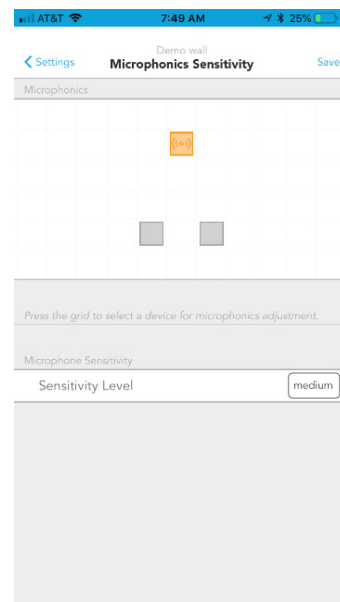 AT&T 7:49 AM 25%
Demo wall
Settings Microphonics Sensitivity Save
Microphonics
Press the grid to select a device for microphonics adjustment.
Microphone Sensitivity
Sensitivity Level medium